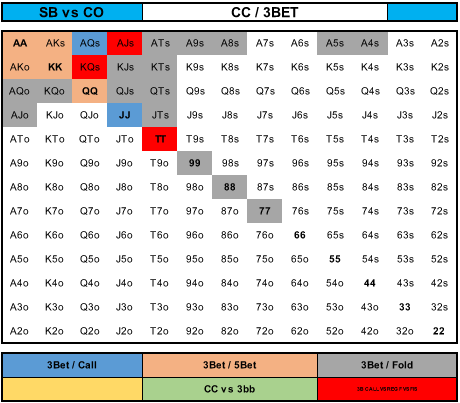 SB vs CO CC / 3BET
AA AKs AQs AJs ATs A9s A8s A7s A6s A5s A4s A3s A2s
AKo KK KQs KJs KTs K9s K8s K7s K6s K5s K4s K3s K2s
AQo KQo QQ QJs QTs Q9s Q8s Q7s Q6s Q5s Q4s Q3s Q2s
AJo KJo QJo JJ JTs J9s J8s J7s J6s J5s J4s J3s J2s
ATo KTo QTo JTo TT T9s T8s T7s T6s T5s T4s T3s T2s
A9o K9o Q9o J9o T9o 99 98s 97s 96s 95s 94s 93s 92s
A8o K8o Q8o J8o T8o 98o 88 87s 86s 85s 84s 83s 82s
A7o K7o Q7o J7o T7o 97o 87o 77 76s 75s 74s 73s 72s
A6o K6o Q6o J6o T6o 96o 86o 76o 66 65s 64s 63s 62s
A5o K5o Q5o J5o T5o 95o 85o 75o 65o 55 54s 53s 52s
A4o K4o Q4o J4o T4o 94o 84o 74o 64o 54o 44 43s 42s
A3o K3o Q3o J3o T3o 93o 83o 73o 63o 53o 43o 33 32s
A2o K2o Q2o J2o T2o 92o 82o 72o 62o 52o 42o 32o 22
3Bet / Call 3Bet / 5Bet 3Bet / Fold
CC vs 3bb